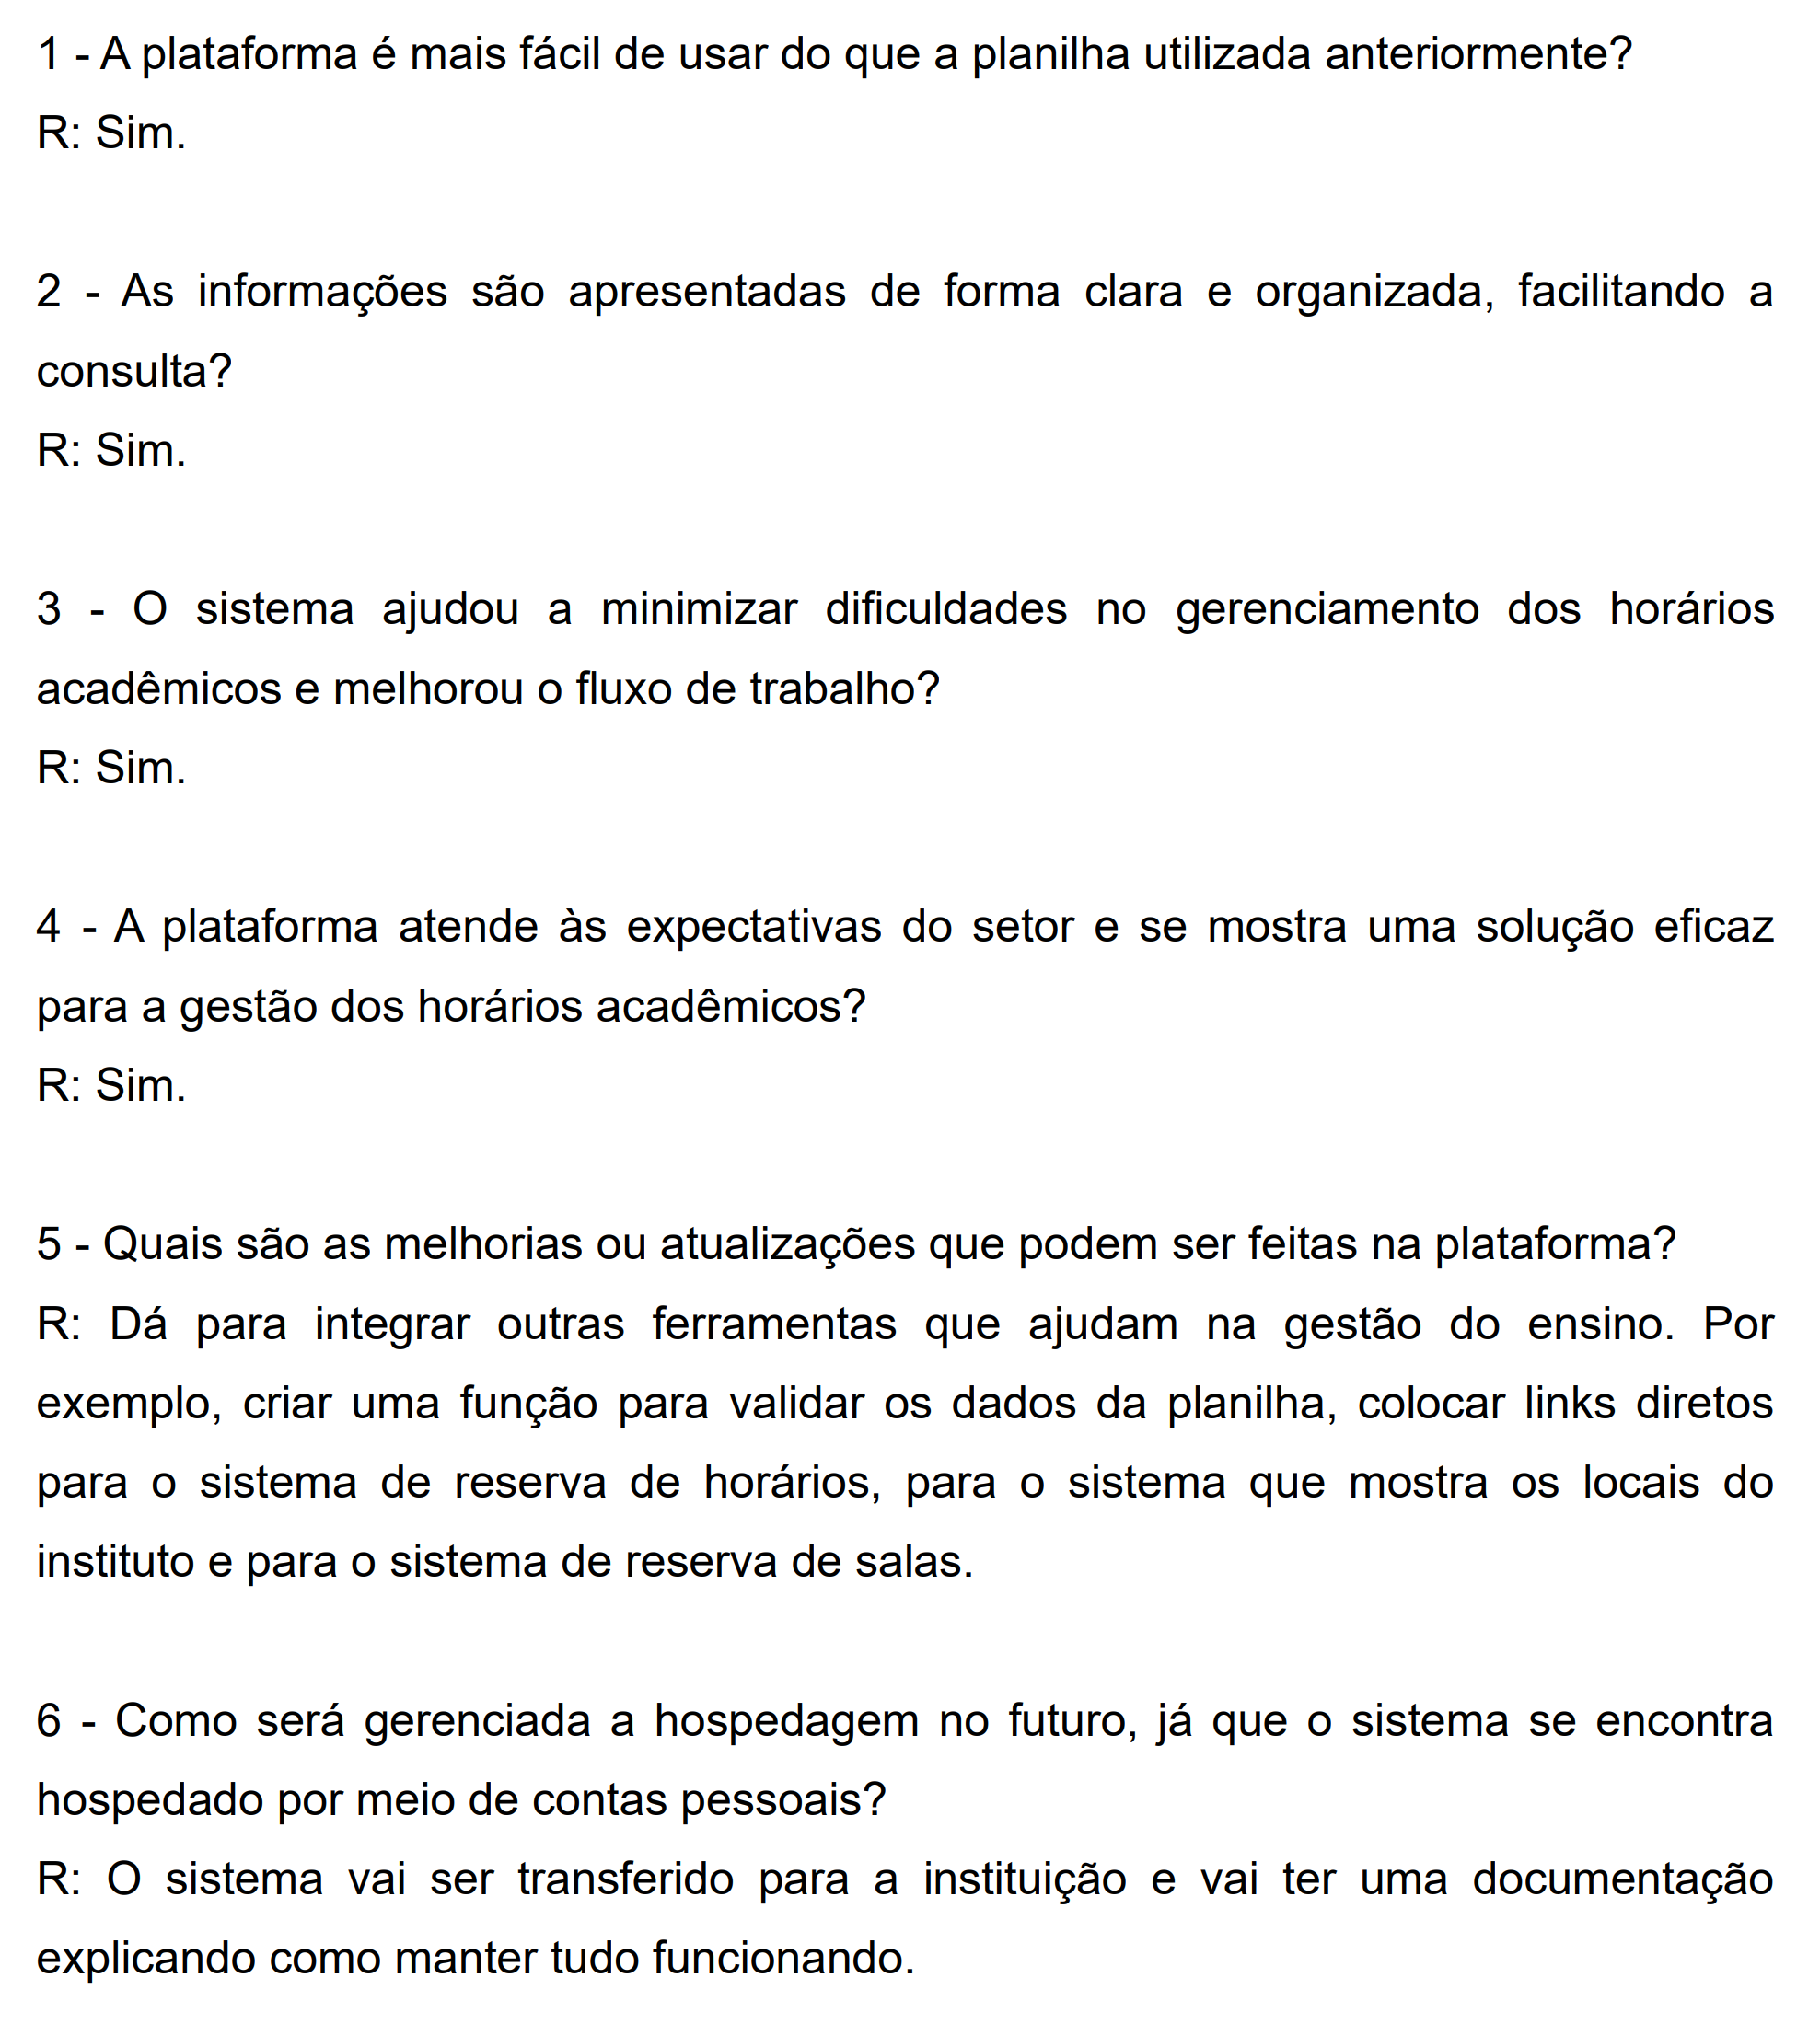 1 - A plataforma é mais fácil de usar do que a planilha utilizada anteriormente?
R: Sim.
2 - As informações são apresentadas de forma clara e organizada, facilitando a
consulta?
R: Sim.
3 - O sistema ajudou a minimizar dificuldades no gerenciamento dos horários
acadêmicos e melhorou o fluxo de trabalho?
R: Sim.
4 - A plataforma atende às expectativas do setor e se mostra uma solução eficaz
para a gestão dos horários acadêmicos?
R: Sim.
5 - Quais são as melhorias ou atualizações que podem ser feitas na plataforma?
R: Dá para integrar outras ferramentas que ajudam na gestão do ensino. Por
exemplo, criar uma função para validar os dados da planilha, colocar links diretos
para o sistema de reserva de horários, para o sistema que mostra os locais do
instituto e para o sistema de reserva de salas.
6 - Como será gerenciada a hospedagem no futuro, já que o sistema se encontra
hospedado por meio de contas pessoais?
R: O sistema vai ser transferido para a instituição e vai ter uma documentação
explicando como manter tudo funcionando.